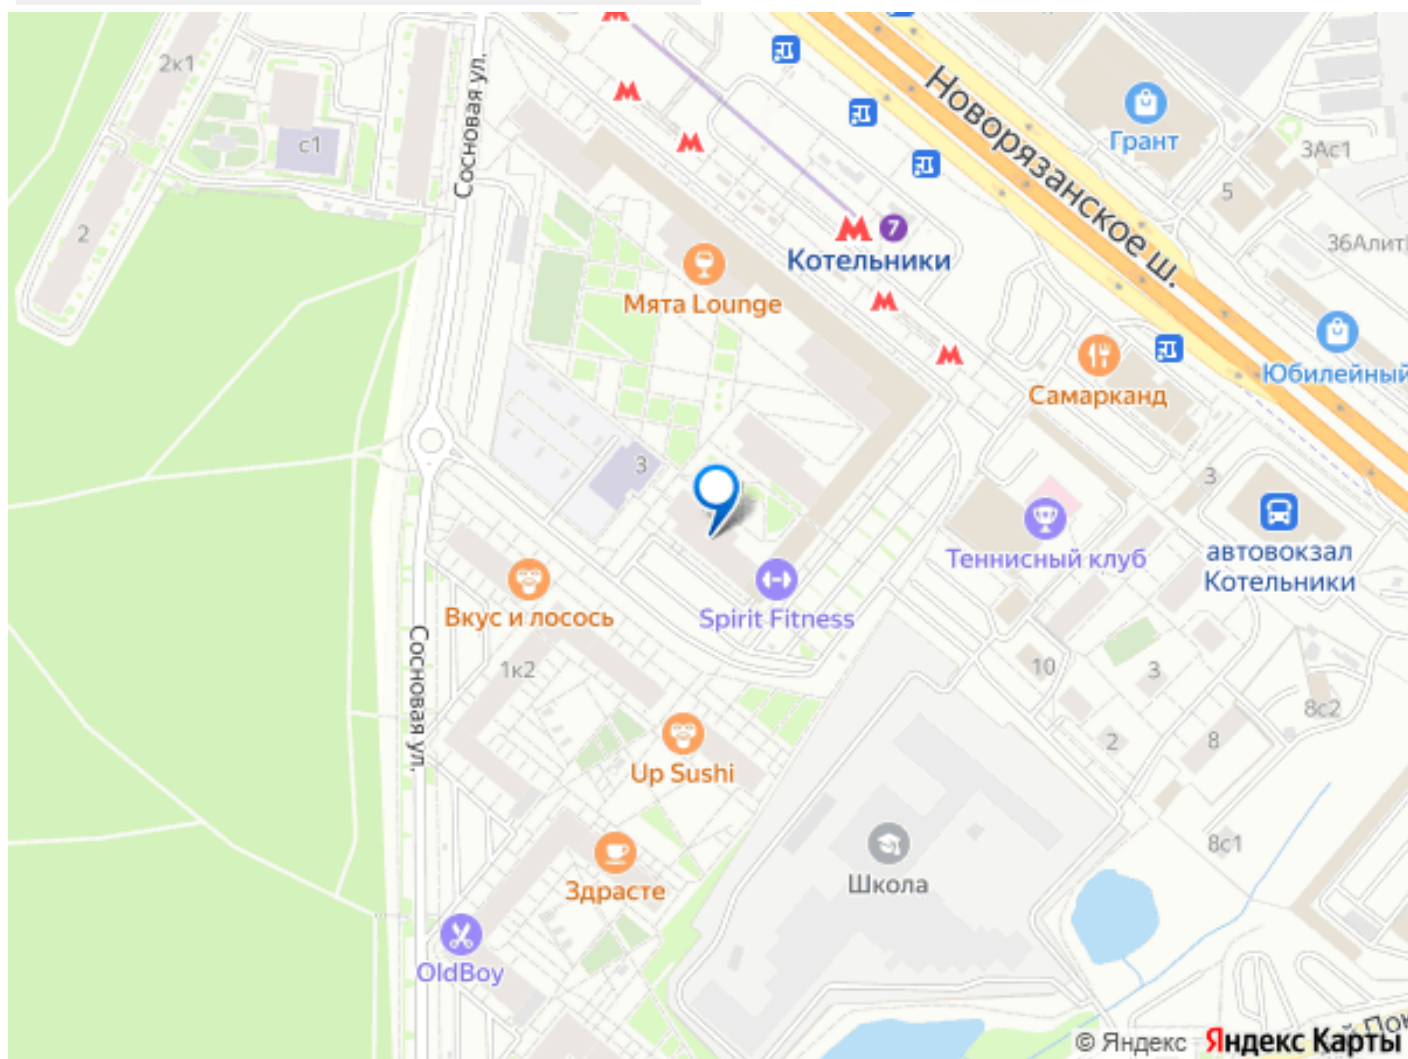 2к1
Сосновая ул.
с1
2
Новорязанское ш.
Грант
3Ас1
5
36Алит
7
Котельники
Мята Lounge
Юбилейный
Самарканд
3
3
автовокзал
Котельники
Теннисный клуб
Вкус и лосось
Spirit Fitness
Сосновая ул.
1к2
10
3
8с2
2
8
Up Sushi
8с1
Школа
Здрасте
OldBoy
© Яндекс Яндекс Карты